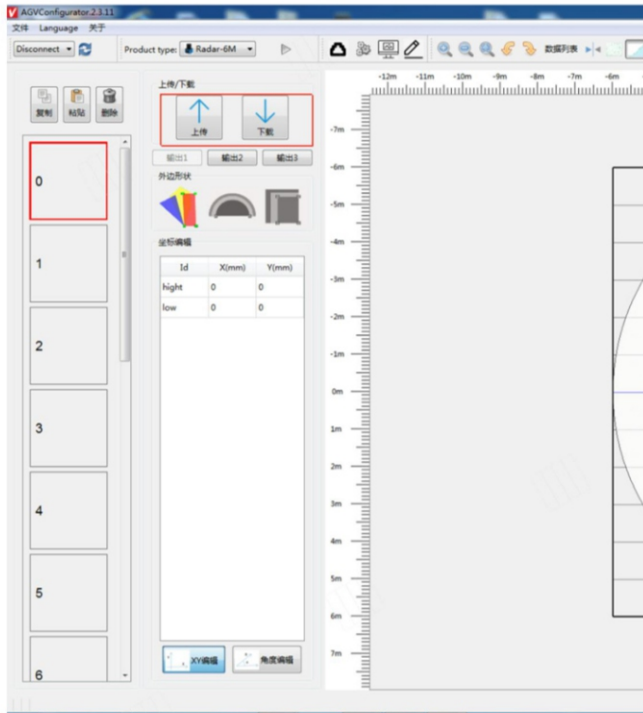 AGVConfigurator 2.3.11
文件 Language 关于
Disconnect Product type: Radar-6M 数据列表
-12m -11m -10m -9m -8m -7m -6m
上传/下载
复制 粘贴 删除
上传 下载
输出1 输出2 输出3
外边形状
坐标编辑
Id X(mm) Y(mm)
hight 0 0
low 0 0
0
1
2
3
4
5
6
-7m
-6m
-5m
-4m
-3m
-2m
-1m
0m
1m
2m
3m
4m
5m
6m
7m
XY编辑 角度编辑